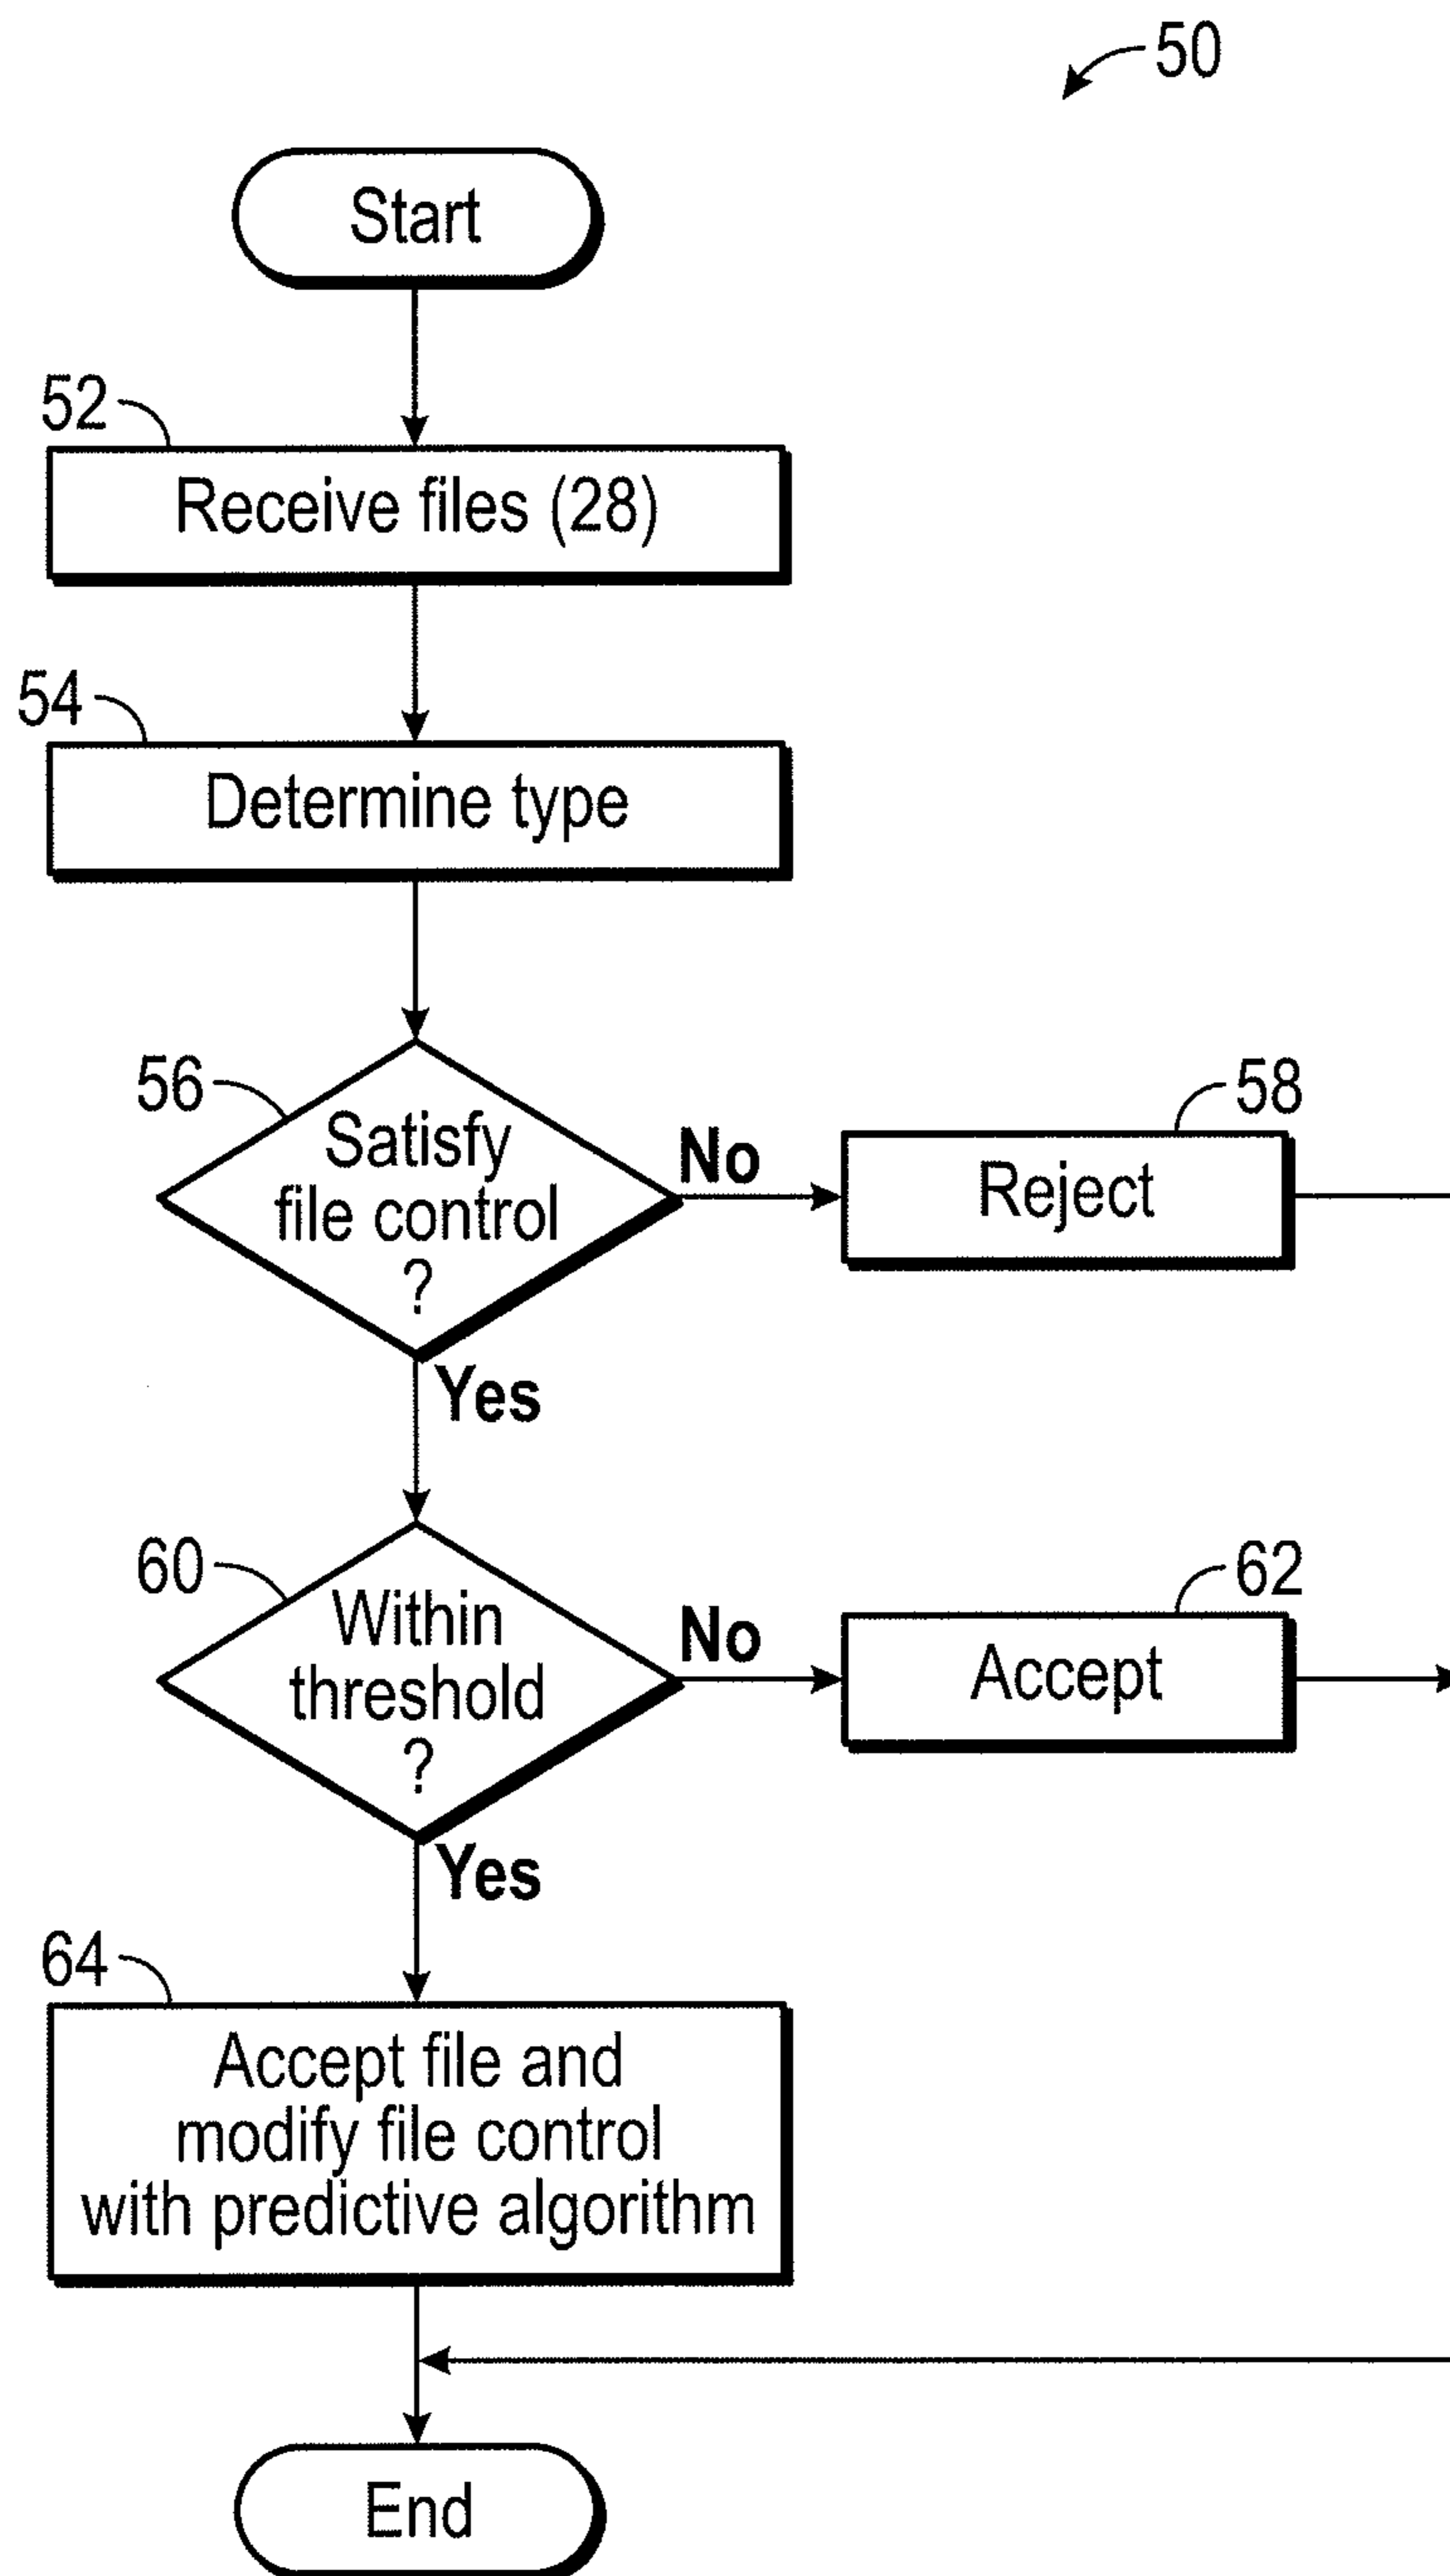 50
Start
52
Receive files (28)
54
Determine type
56
Satisfy
file control
?
No
58
Reject
Yes
60
Within
threshold
?
No
62
Accept
Yes
64
Accept file and
modify file control
with predictive algorithm
End